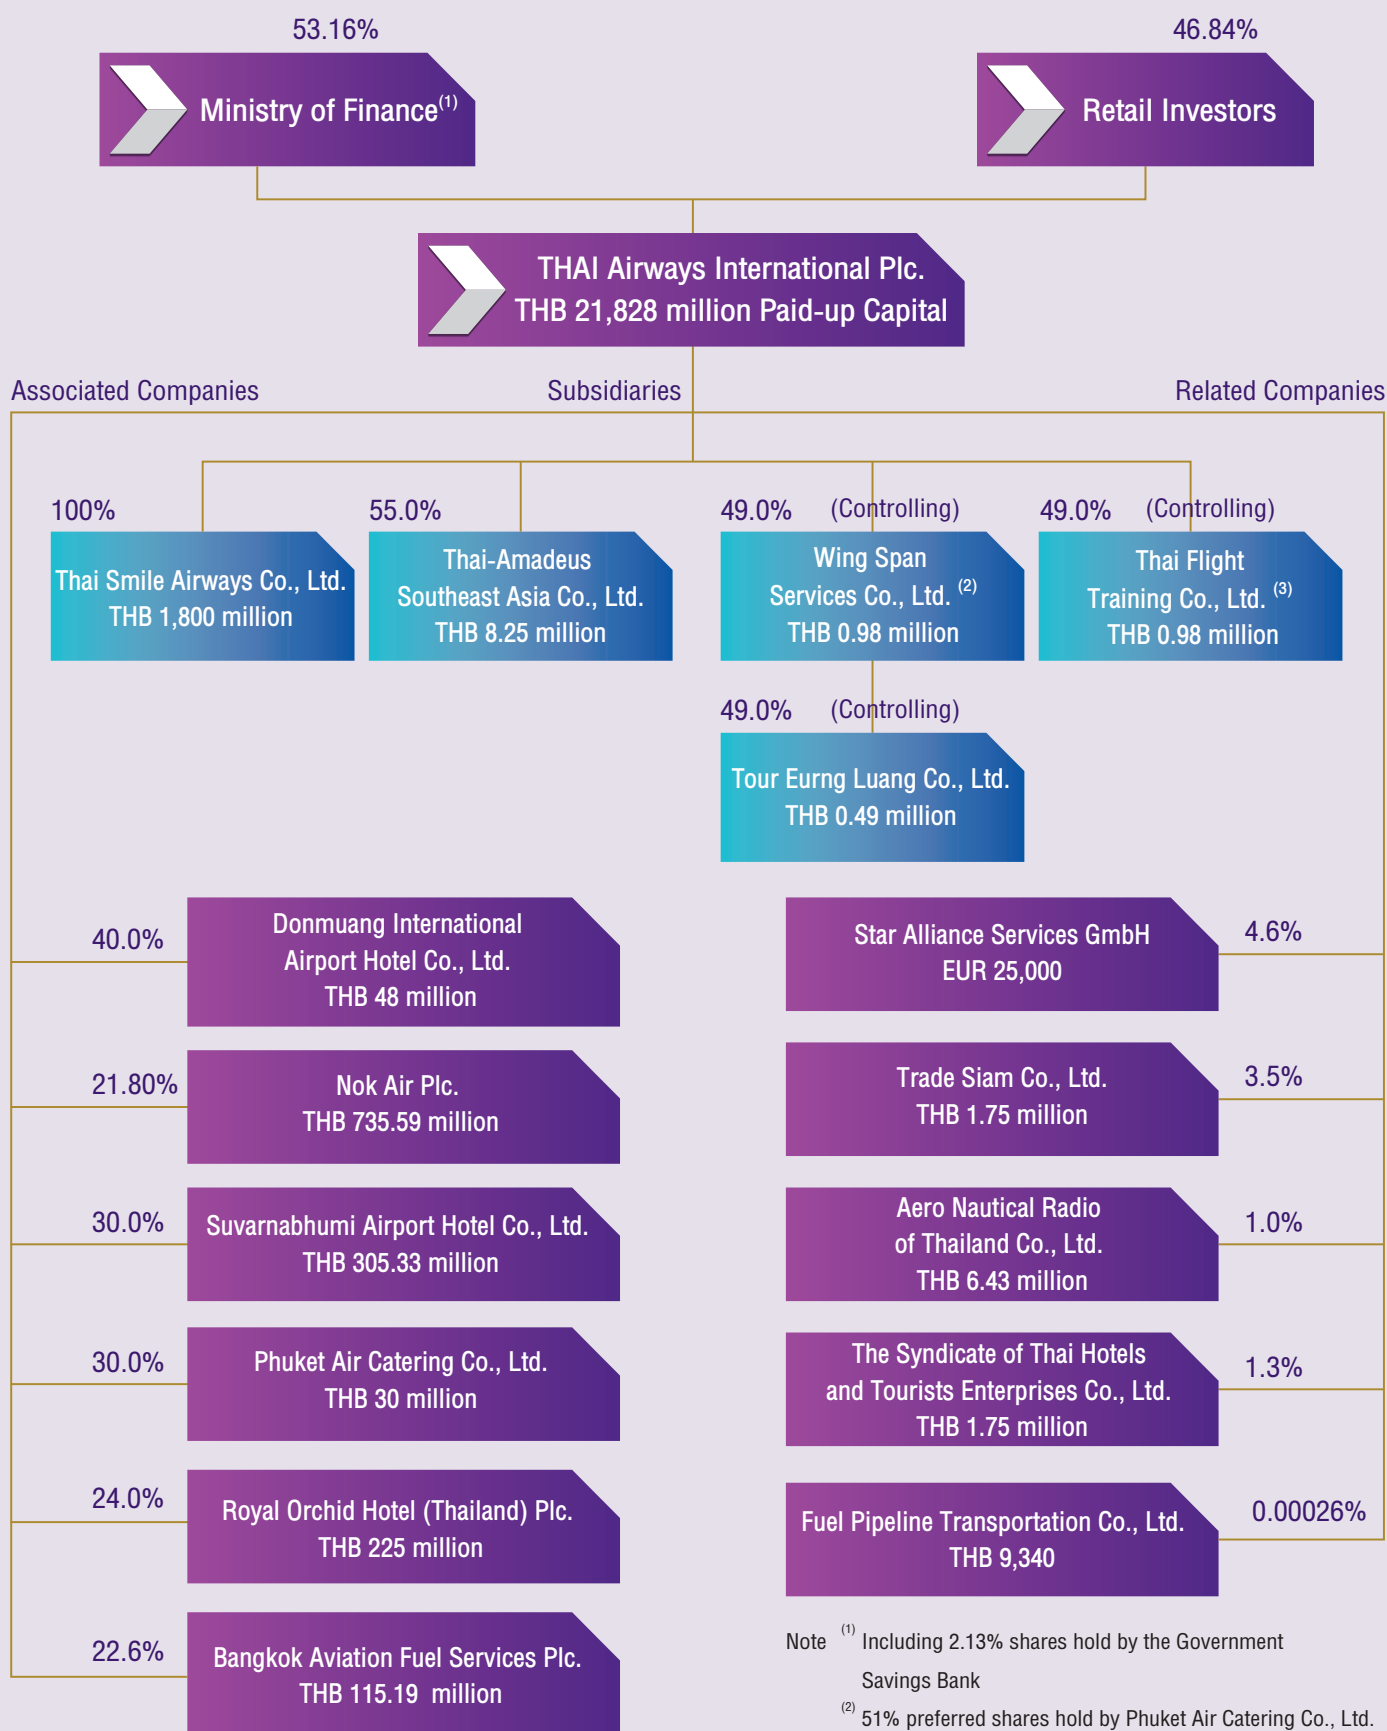 53.16%
46.84%
Ministry of Finance(1)
Retail Investors
THAI Airways International Plc.
THB 21,828 million Paid-up Capital
Associated Companies
Subsidiaries
Related Companies
100%
Thai Smile Airways Co., Ltd.
THB 1,800 million
55.0%
Thai-Amadeus
Southeast Asia Co., Ltd.
THB 8.25 million
49.0% (Controlling)
Wing Span
Services Co., Ltd. (2)
THB 0.98 million
49.0% (Controlling)
Thai Flight
Training Co., Ltd. (3)
THB 0.98 million
49.0% (Controlling)
Tour Eurng Luang Co., Ltd.
THB 0.49 million
40.0%
Donmuang International
Airport Hotel Co., Ltd.
THB 48 million
21.80%
Nok Air Plc.
THB 735.59 million
30.0%
Suvarnabhumi Airport Hotel Co., Ltd.
THB 305.33 million
30.0%
Phuket Air Catering Co., Ltd.
THB 30 million
24.0%
Royal Orchid Hotel (Thailand) Plc.
THB 225 million
22.6%
Bangkok Aviation Fuel Services Plc.
THB 115.19 million
Star Alliance Services GmbH
EUR 25,000
4.6%
Trade Siam Co., Ltd.
THB 1.75 million
3.5%
Aero Nautical Radio
of Thailand Co., Ltd.
THB 6.43 million
1.0%
The Syndicate of Thai Hotels
and Tourists Enterprises Co., Ltd.
THB 1.75 million
1.3%
Fuel Pipeline Transportation Co., Ltd.
THB 9,340
0.00026%
Note (1) Including 2.13% shares hold by the Government
Savings Bank
(2) 51% preferred shares hold by Phuket Air Catering Co., Ltd.